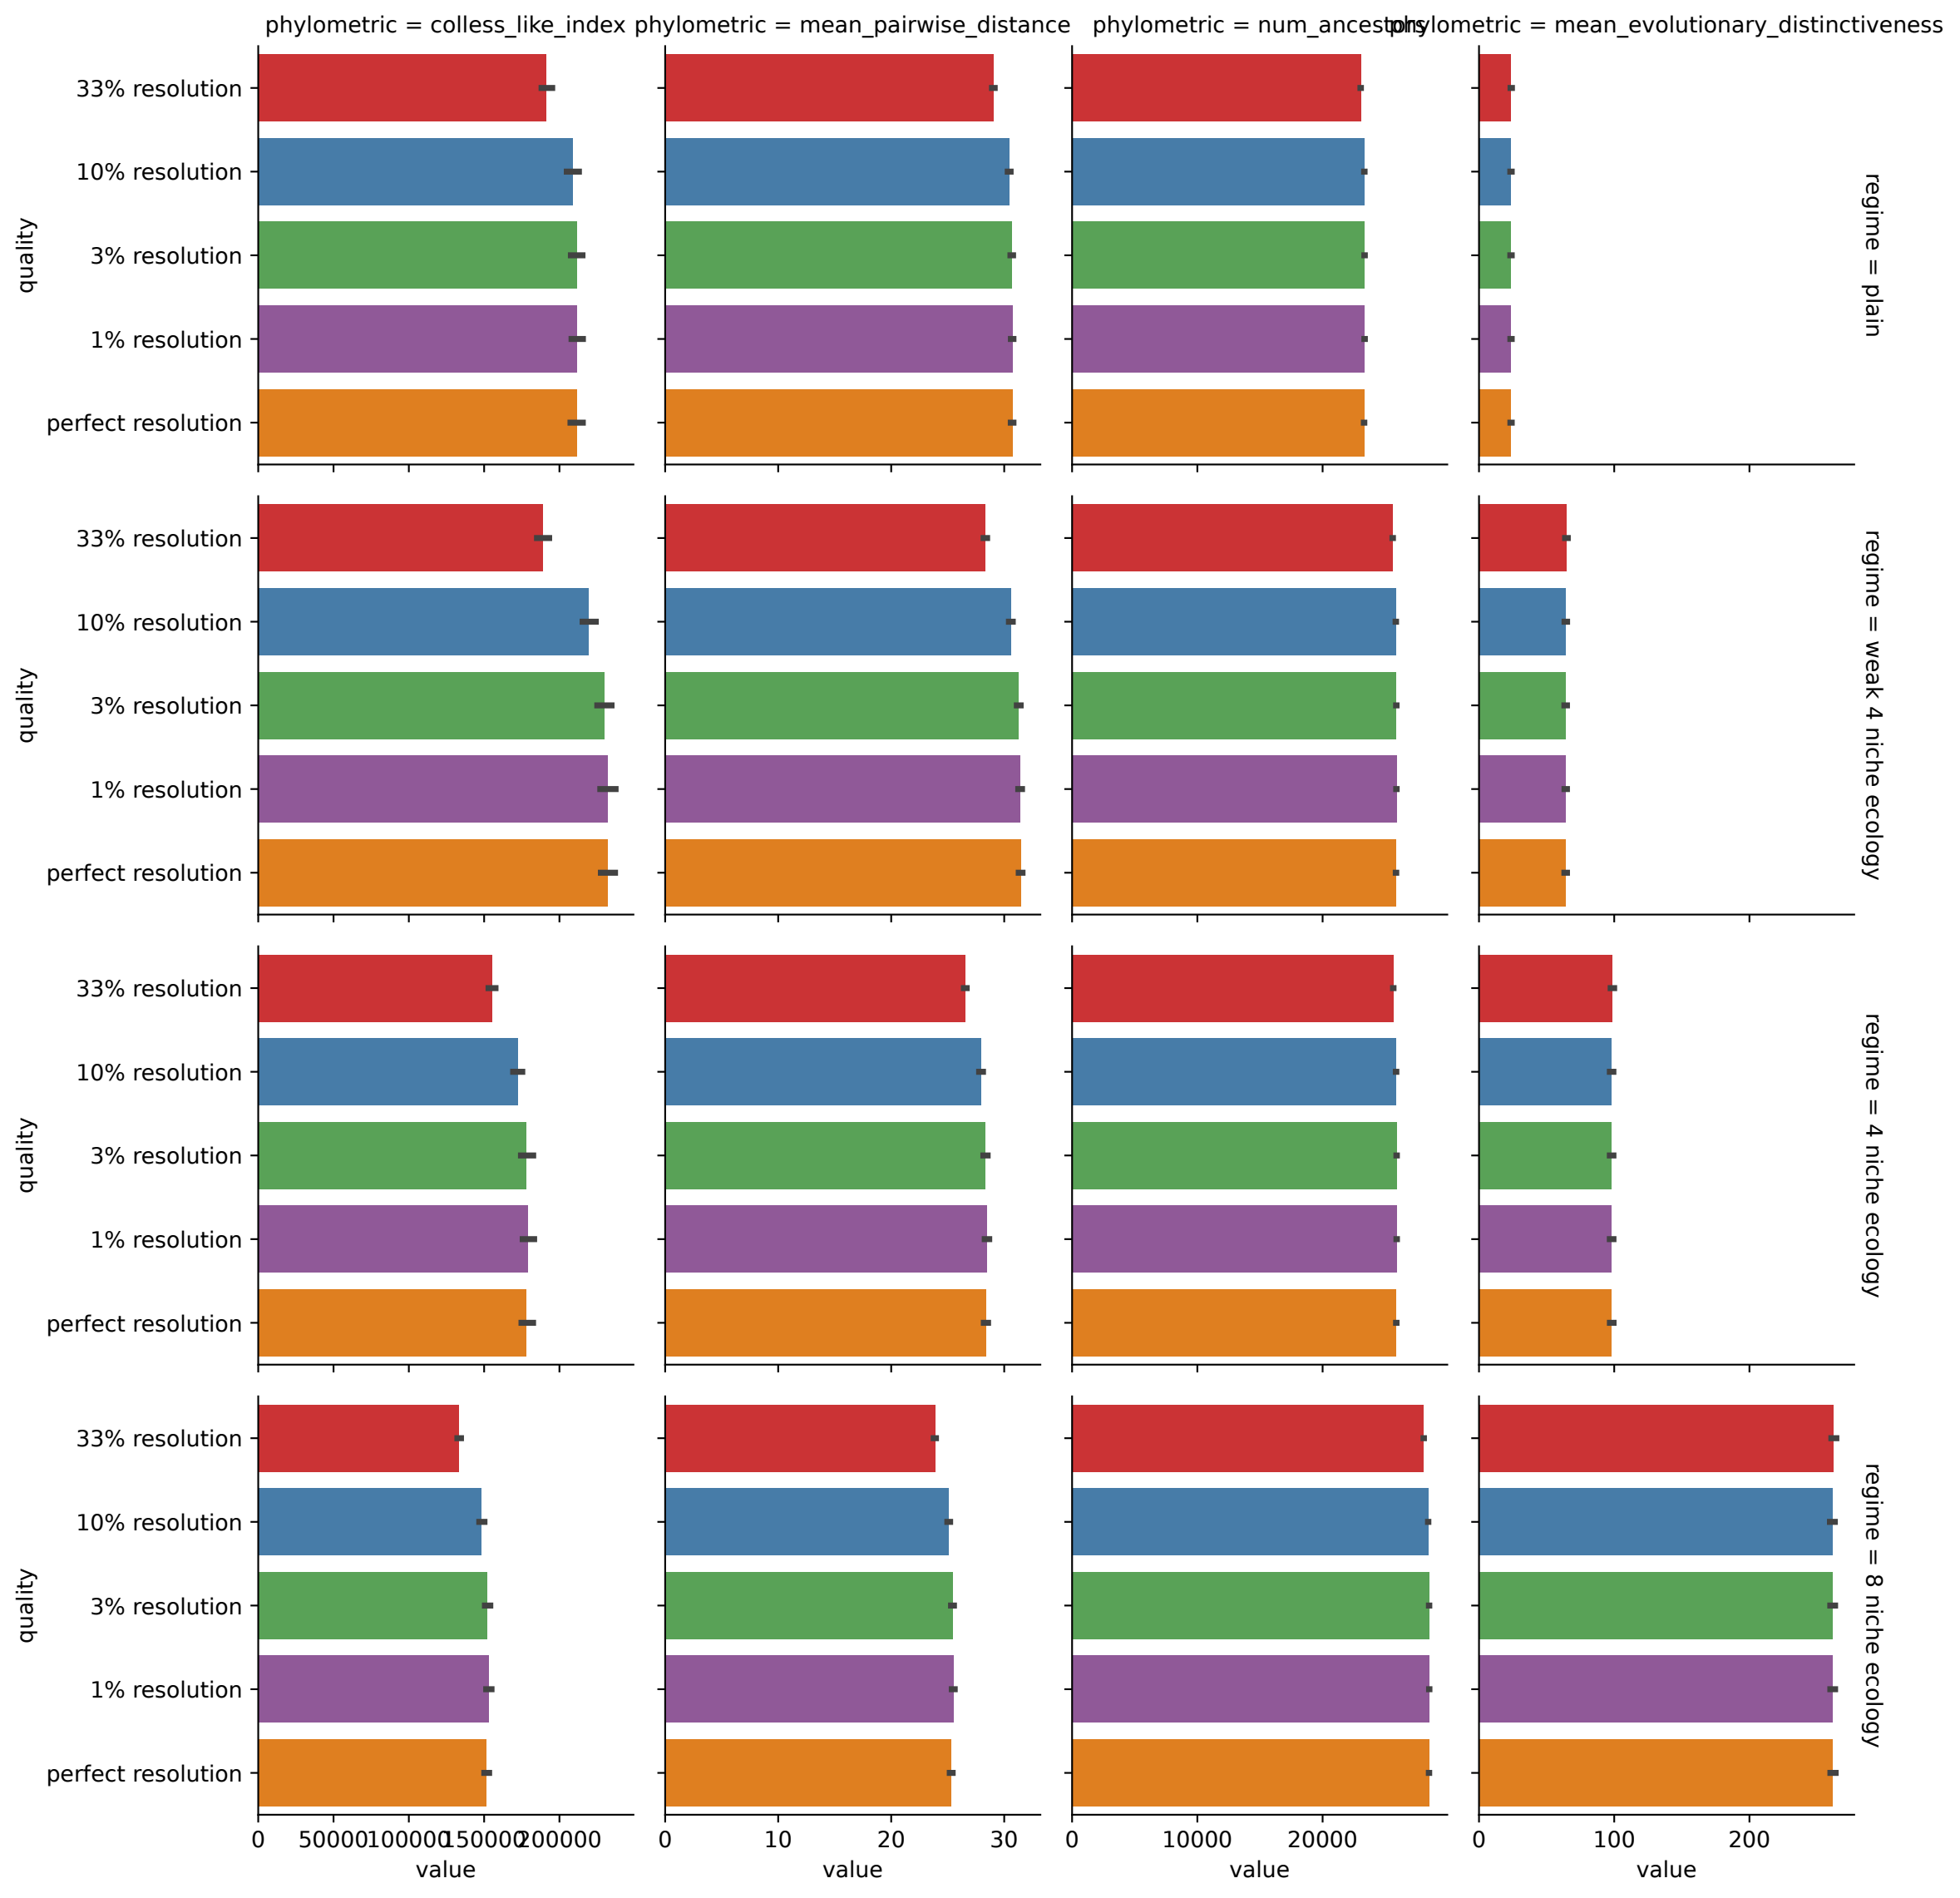 phylometric = colless_like_index
phylometric = mean_pairwise_distance
phylometric = num_ancestors
phylometric = mean_evolutionary_distinctiveness
33% resolution
10% resolution
3% resolution
1% resolution
perfect resolution
quality
regime = plain
33% resolution
10% resolution
3% resolution
1% resolution
perfect resolution
quality
regime = weak 4 niche ecology
33% resolution
10% resolution
3% resolution
1% resolution
perfect resolution
quality
regime = 4 niche ecology
33% resolution
10% resolution
3% resolution
1% resolution
perfect resolution
quality
regime = 8 niche ecology
0 50000 100000 150000 200000
value
0 10 20 30
value
0 10000 20000
value
0 100 200
value